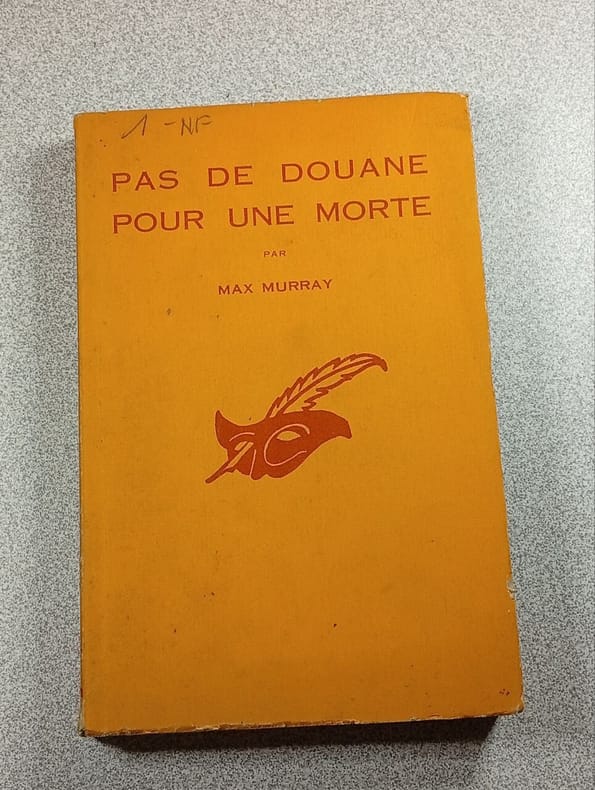 1 - NF
PAS DE DOUANE
POUR UNE MORTE
PAR
MAX MURRAY